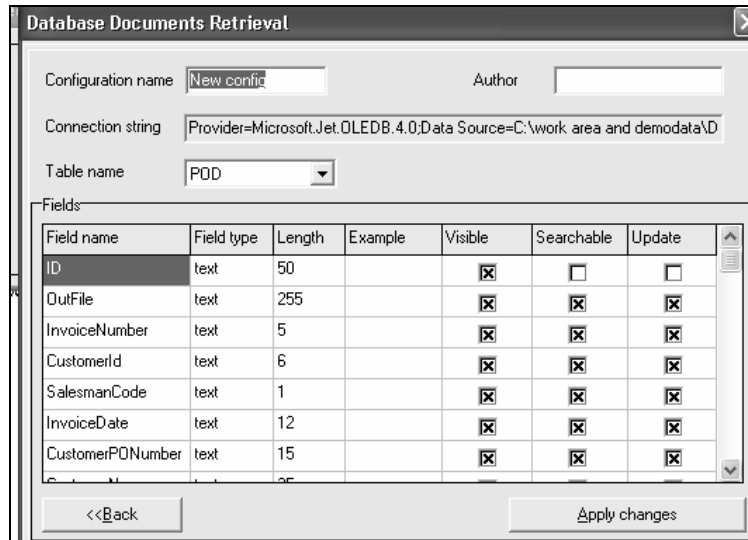 Database Documents Retrieval
Configuration name New config Author
Connection string Provider=Microsoft.Jet.OLEDB.4.0;Data Source=C:\work area and demodata\D
Table name POD
Fields
Field name Field type Length Example Visible Searchable Update
ID text 50
OutFile text 255
InvoiceNumber text 5
CustomerId text 6
SalesmanCode text 1
InvoiceDate text 12
CustomerPONumber text 15
<<Back Apply changes